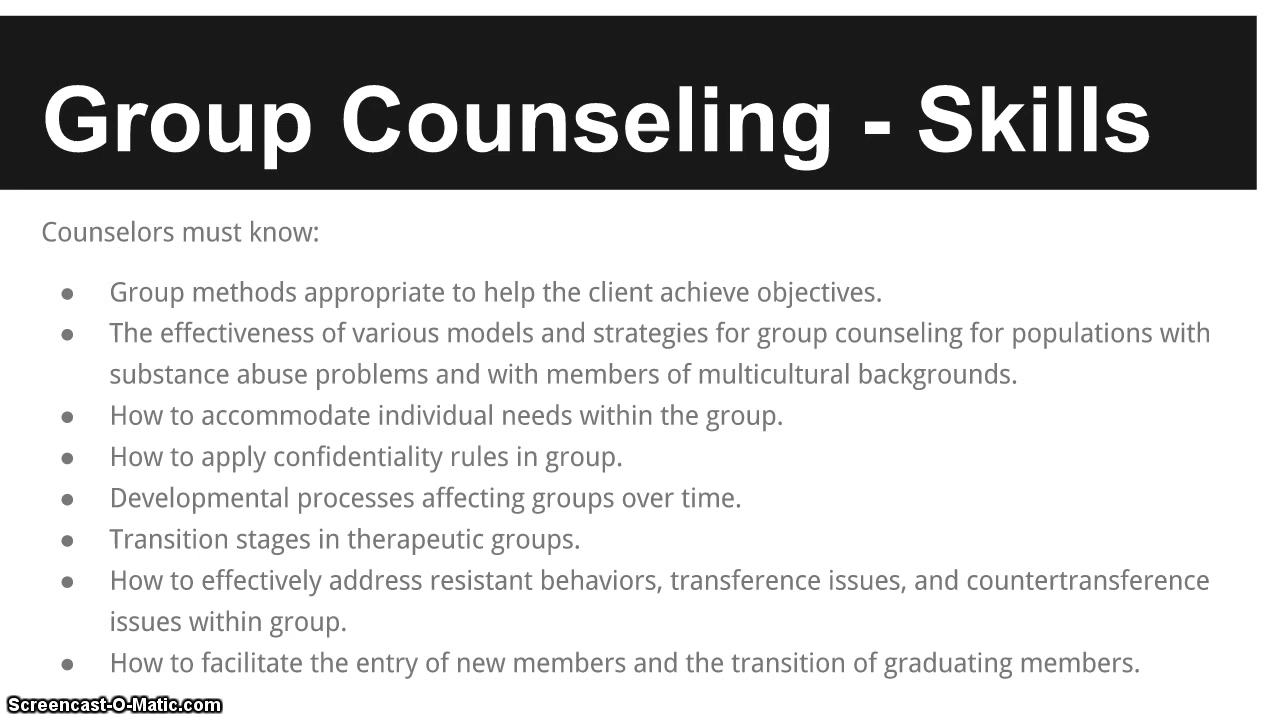 Group Counseling - Skills
Counselors must know:
● Group methods appropriate to help the client achieve objectives.
● The effectiveness of various models and strategies for group counseling for populations with
substance abuse problems and with members of multicultural backgrounds.
● How to accommodate individual needs within the group.
● How to apply confidentiality rules in group.
● Developmental processes affecting groups over time.
● Transition stages in therapeutic groups.
● How to effectively address resistant behaviors, transference issues, and countertransference
issues within group.
● How to facilitate the entry of new members and the transition of graduating members.
Screencast-O-Matic.com